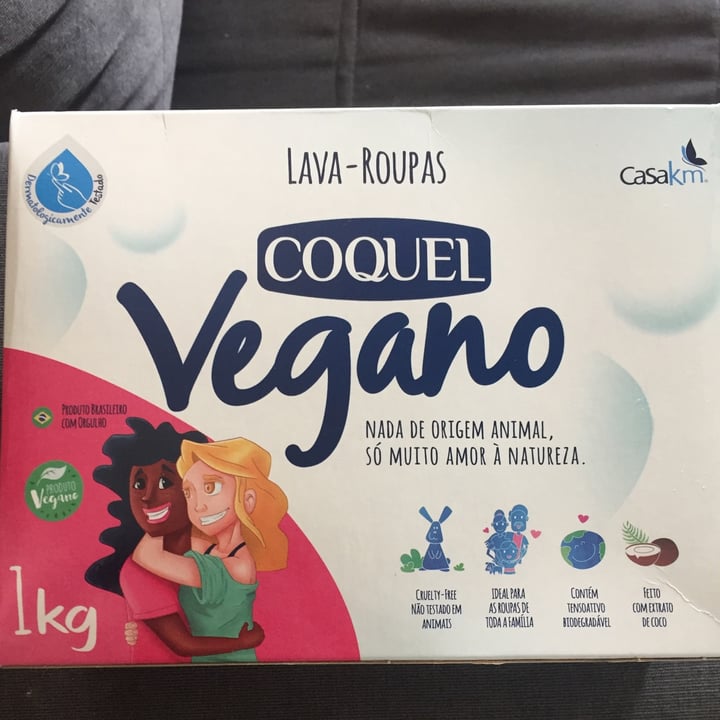 Dermatologicamente Testado
LAVA-ROUPAS
Casakm
COQUEL
Vegano
NADA DE ORIGEM ANIMAL,
SÓ MUITO AMOR À NATUREZA.
PRODUTO BRASILEIRO
COM ORGULHO
PRODUTO
Vegano
1kg
CRUELTY-FREE
NÃO TESTADO EM
ANIMAIS
IDEAL PARA
AS ROUPAS DE
TODA A FAMÍLIA
CONTÉM
TENSOATIVO
BIODEGRADÁVEL
FEITO
COM EXTRATO
DE COCO